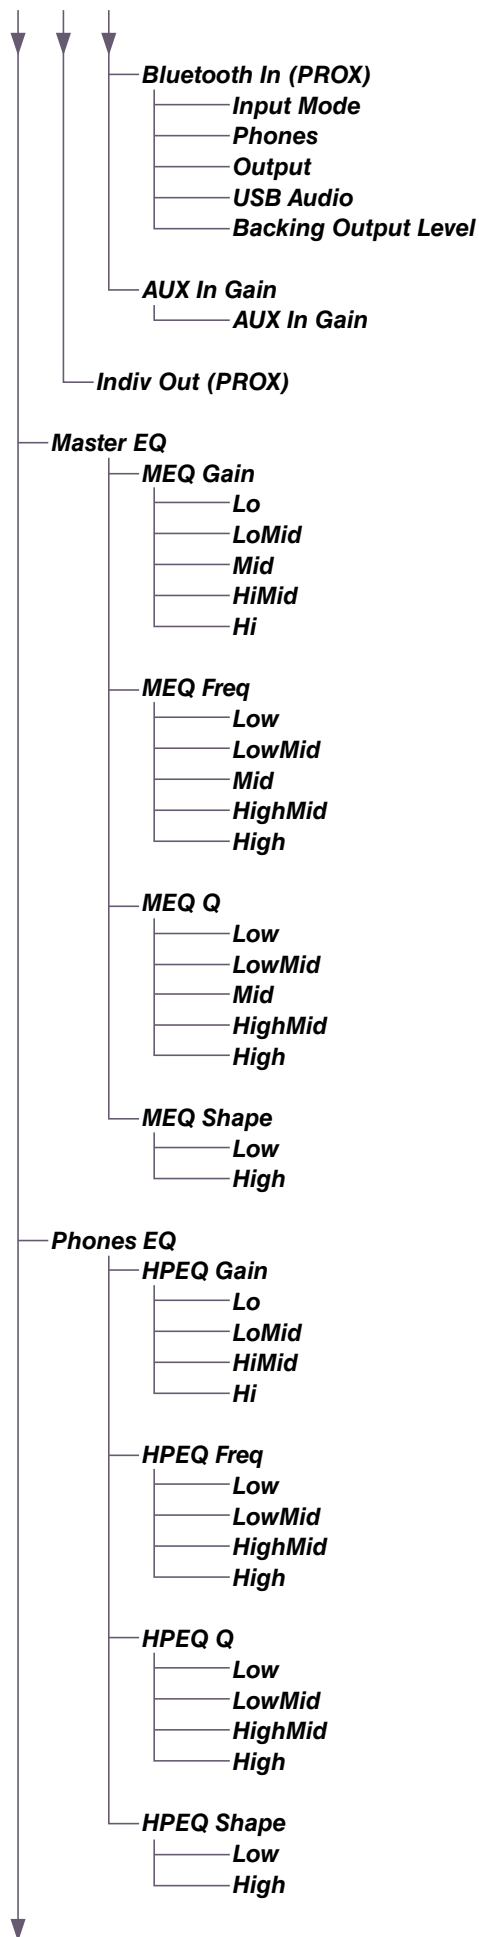 Bluetooth In (PROX)
Input Mode
Phones
Output
USB Audio
Backing Output Level
AUX In Gain
AUX In Gain
Indiv Out (PROX)
Master EQ
MEQ Gain
Lo
LoMid
Mid
HiMid
Hi
MEQ Freq
Low
LowMid
Mid
HighMid
High
MEQ Q
Low
LowMid
Mid
HighMid
High
MEQ Shape
Low
High
Phones EQ
HPEQ Gain
Lo
LoMid
HiMid
Hi
HPEQ Freq
Low
LowMid
HighMid
High
HPEQ Q
Low
LowMid
HighMid
High
HPEQ Shape
Low
High